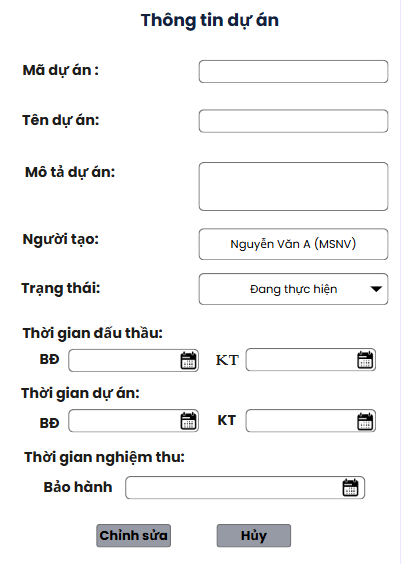 Thông tin dự án
Mã dự án :
Tên dự án:
Mô tả dự án:
Người tạo: Nguyễn Văn A (MSNV)
Trạng thái: Đang thực hiện
Thời gian đấu thầu:
BĐ KT
Thời gian dự án:
BĐ KT
Thời gian nghiệm thu:
Bảo hành
Chỉnh sửa Hủy